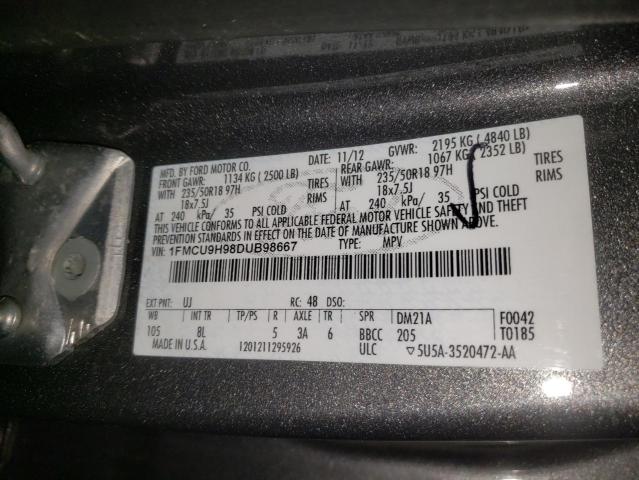 MFD. BY FORD MOTOR CO.
DATE: 11/12 GVWR: 2195 KG ( 4840 LB)
FRONT GAWR: 1134 KG ( 2500 LB) REAR GAWR: 1067 KG ( 2352 LB)
WITH 235/50R18 97H TIRES WITH 235/50R18 97H TIRES
18x7.5J RIMS 18x7.5J RIMS
AT 240 kPa/ 35 PSI COLD AT 240 kPa/ 35 PSI COLD
THIS VEHICLE CONFORMS TO ALL APPLICABLE FEDERAL MOTOR VEHICLE SAFETY AND THEFT
PREVENTION STANDARDS IN EFFECT ON THE DATE OF MANUFACTURE SHOWN ABOVE.
VIN: 1FMCU9H98DUB98667 TYPE: MPV
EXT PNT: UJ RC: 48 DSO:
WB INT TR TP/PS R AXLE TR SPR DM21A F0042
105 8L 5 3A 6 BBCC 205 T0185
MADE IN U.S.A. 1201211295926 ULC ▽5U5A-3520472-AA